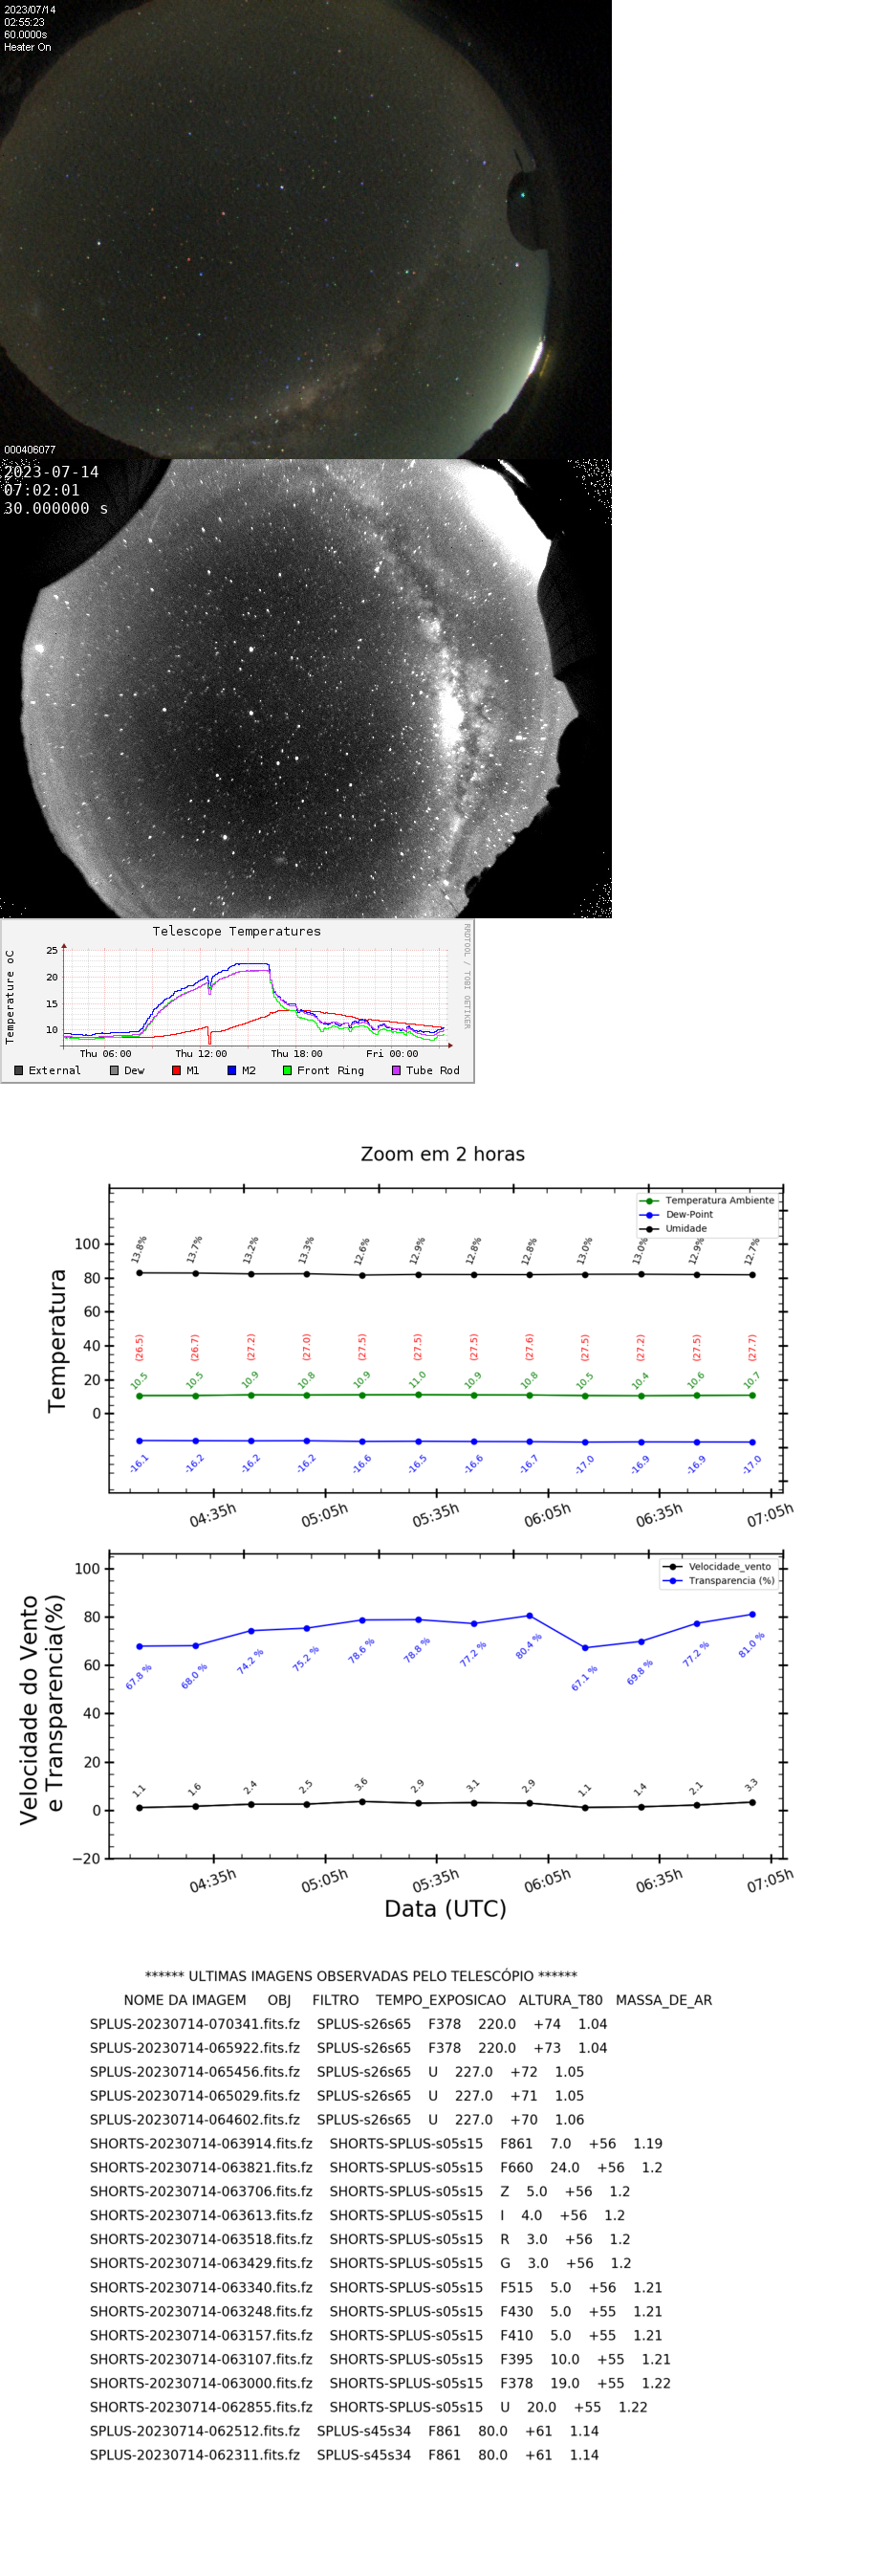 2023/07/14
02:55:23
60.0000s
Heater On
000406077
2023-07-14
07:02:01
30.000000 s
Telescope Temperatures
RRDTOOL / TOBI OETIKER
Temperature oC
25
20
15
10
Thu 06:00 Thu 12:00 Thu 18:00 Fri 00:00
External Dew M1 M2 Front Ring Tube Rod
Zoom em 2 horas
Temperatura Ambiente
Dew-Point
Umidade
Temperatura
100
80
60
40
20
0
13.8% 13.7% 13.2% 13.3% 12.6% 12.9% 12.8% 12.8% 13.0% 13.0% 12.9% 12.7%
(26.5) (26.7) (27.2) (27.0) (27.5) (27.5) (27.5) (27.6) (27.5) (27.2) (27.5) (27.7)
10.5 10.5 10.9 10.8 10.9 11.0 10.9 10.8 10.5 10.4 10.6 10.7
-16.1 -16.2 -16.2 -16.2 -16.6 -16.5 -16.6 -16.7 -17.0 -16.9 -16.9 -17.0
04:35h 05:05h 05:35h 06:05h 06:35h 07:05h
Velocidade_vento
Transparencia (%)
Velocidade do Vento
e Transparencia(%)
100
80
60
40
20
0
−20
67.8 % 68.0 % 74.2 % 75.2 % 78.6 % 78.8 % 77.2 % 80.4 % 67.1 % 69.8 % 77.2 % 81.0 %
1.1 1.6 2.4 2.5 3.6 2.9 3.1 2.9 1.1 1.4 2.1 3.3
04:35h 05:05h 05:35h 06:05h 06:35h 07:05h
Data (UTC)
****** ULTIMAS IMAGENS OBSERVADAS PELO TELESCÓPIO ******
NOME DA IMAGEM OBJ FILTRO TEMPO_EXPOSICAO ALTURA_T80 MASSA_DE_AR
SPLUS-20230714-070341.fits.fz SPLUS-s26s65 F378 220.0 +74 1.04
SPLUS-20230714-065922.fits.fz SPLUS-s26s65 F378 220.0 +73 1.04
SPLUS-20230714-065456.fits.fz SPLUS-s26s65 U 227.0 +72 1.05
SPLUS-20230714-065029.fits.fz SPLUS-s26s65 U 227.0 +71 1.05
SPLUS-20230714-064602.fits.fz SPLUS-s26s65 U 227.0 +70 1.06
SHORTS-20230714-063914.fits.fz SHORTS-SPLUS-s05s15 F861 7.0 +56 1.19
SHORTS-20230714-063821.fits.fz SHORTS-SPLUS-s05s15 F660 24.0 +56 1.2
SHORTS-20230714-063706.fits.fz SHORTS-SPLUS-s05s15 Z 5.0 +56 1.2
SHORTS-20230714-063613.fits.fz SHORTS-SPLUS-s05s15 I 4.0 +56 1.2
SHORTS-20230714-063518.fits.fz SHORTS-SPLUS-s05s15 R 3.0 +56 1.2
SHORTS-20230714-063429.fits.fz SHORTS-SPLUS-s05s15 G 3.0 +56 1.2
SHORTS-20230714-063340.fits.fz SHORTS-SPLUS-s05s15 F515 5.0 +56 1.21
SHORTS-20230714-063248.fits.fz SHORTS-SPLUS-s05s15 F430 5.0 +55 1.21
SHORTS-20230714-063157.fits.fz SHORTS-SPLUS-s05s15 F410 5.0 +55 1.21
SHORTS-20230714-063107.fits.fz SHORTS-SPLUS-s05s15 F395 10.0 +55 1.21
SHORTS-20230714-063000.fits.fz SHORTS-SPLUS-s05s15 F378 19.0 +55 1.22
SHORTS-20230714-062855.fits.fz SHORTS-SPLUS-s05s15 U 20.0 +55 1.22
SPLUS-20230714-062512.fits.fz SPLUS-s45s34 F861 80.0 +61 1.14
SPLUS-20230714-062311.fits.fz SPLUS-s45s34 F861 80.0 +61 1.14